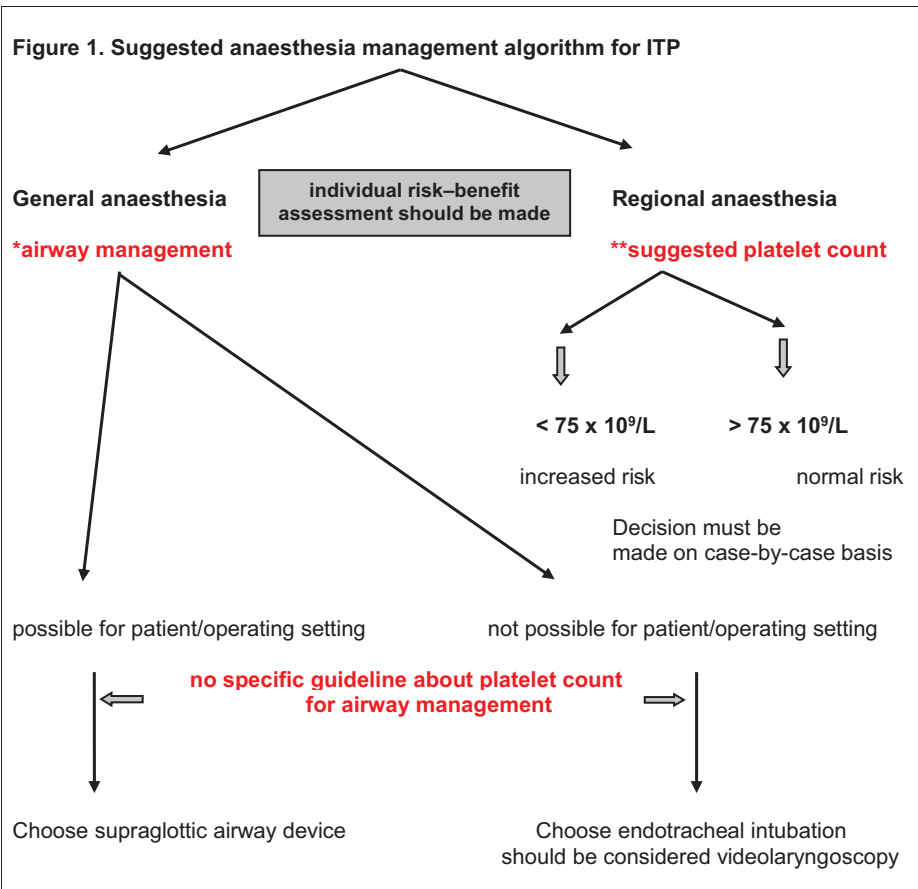 Figure 1. Suggested anaesthesia management algorithm for ITP
General anaesthesia
*airway management
individual risk–benefit
assessment should be made
Regional anaesthesia
**suggested platelet count
< 75 x 10⁹/L
> 75 x 10⁹/L
increased risk
normal risk
Decision must be
made on case-by-case basis
possible for patient/operating setting
not possible for patient/operating setting
no specific guideline about platelet count
for airway management
Choose supraglottic airway device
Choose endotracheal intubation
should be considered videolaryngoscopy